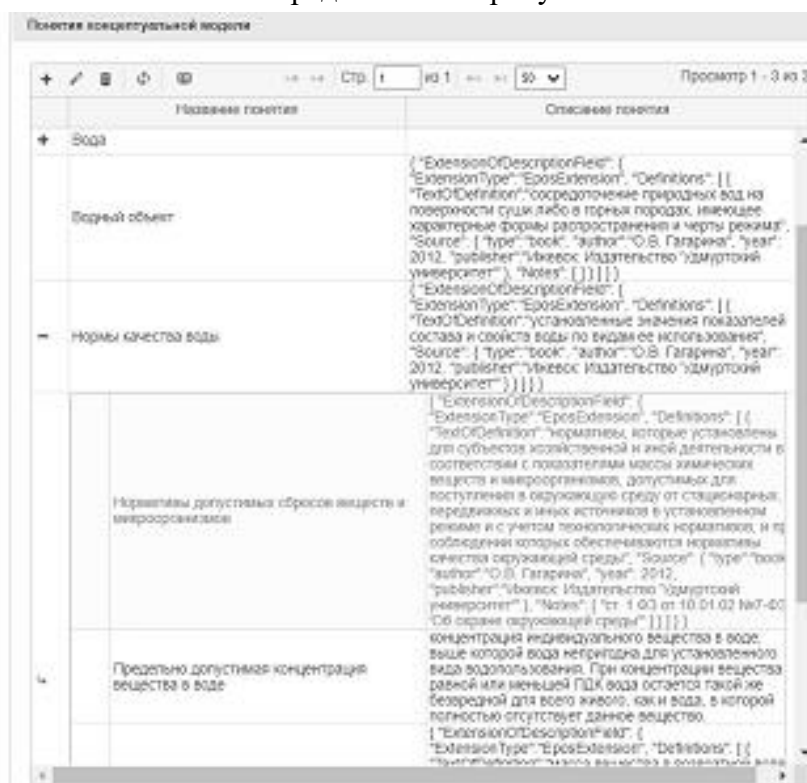 Понятия концептуальной модели
Стр. 1 из 1 50 Просмотр 1 - 3 из 3
Название понятия Описание понятия
Вода
Водный объект
{ "ExtensionOfDescriptionField": {
"ExtensionType":"EposExtension", "Definitions": [ {
"TextOfDefinition":"сосредоточение природных вод на
поверхности суши либо в горных породах, имеющее
характерные формы распространения и черты режима",
"Source": { "type":"book", "author":"О.В. Гагарина", "year":
2012, "publisher":"Ижевск: Издательство "Удмуртский
университет"" }, "Notes": [ ] } ] } }
Нормы качества воды
{ "ExtensionOfDescriptionField": {
"ExtensionType":"EposExtension", "Definitions": [ {
"TextOfDefinition":"установленные значения показателей
состава и свойств воды по видам ее использования",
"Source": { "type":"book", "author":"О.В. Гагарина", "year":
2012, "publisher":"Ижевск: Издательство "Удмуртский
университет"" } } ] } }
Нормативы допустимых сбросов веществ и
микроорганизмов
{ "ExtensionOfDescriptionField": {
"ExtensionType":"EposExtension", "Definitions": [ {
"TextOfDefinition":"нормативы, которые установлены
для субъектов хозяйственной и иной деятельности в
соответствии с показателями массы химических
веществ и микроорганизмов, допустимых для
поступления в окружающую среду от стационарных,
передвижных и иных источников в установленном
режиме и с учетом технологических нормативов, и пр
соблюдении которых обеспечиваются нормативы
качества окружающей среды", "Source": { "type":"book
"author":"О.В. Гагарина", "year": 2012,
"publisher":"Ижевск: Издательство "Удмуртский
университет"" }, "Notes": [ "ст. 1 ФЗ от 10.01.02 №7-ФЗ
"Об охране окружающей среды"" ] } ] } }
Предельно допустимая концентрация
вещества в воде
концентрация индивидуального вещества в воде,
выше которой вода непригодна для установленного
вида водопользования. При концентрации вещества
равной или меньшей ПДК вода остается такой же
безвредной для всего живого, как и вода, в которой
полностью отсутствует данное вещество.
{ "ExtensionOfDescriptionField": {
"ExtensionType":"EposExtension", "Definitions": [ {
"TextOfDefinition":"масса вещества в возвратной воде